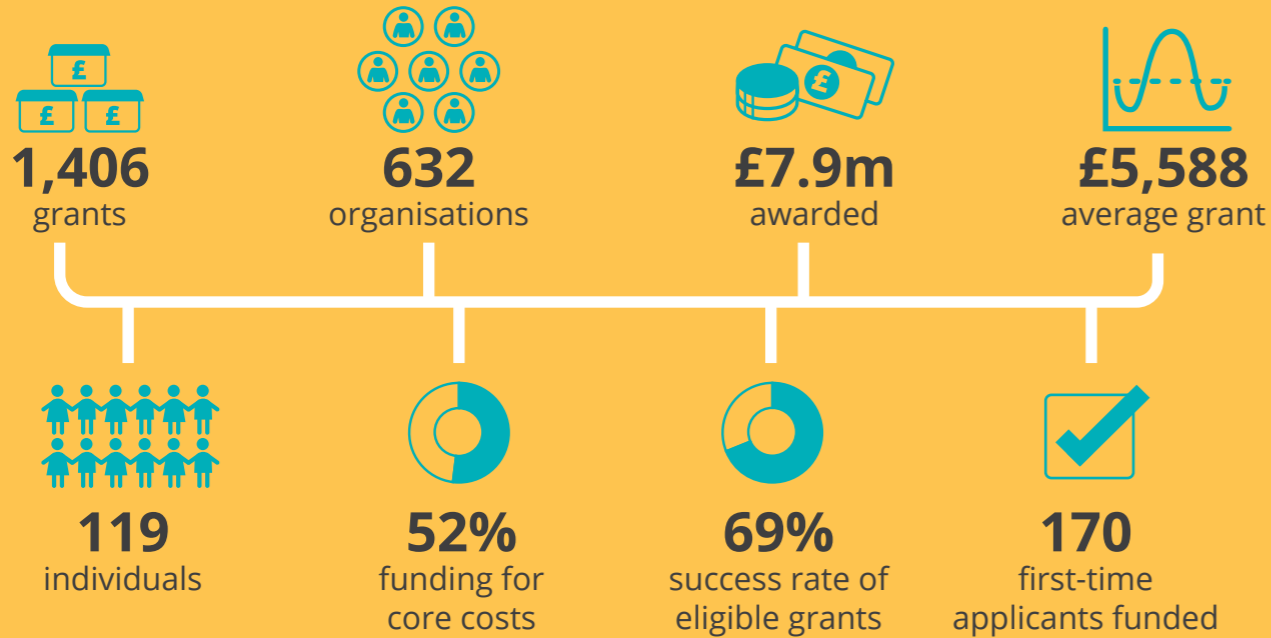 £
£ £
£
1,406
grants
632
organisations
£7.9m
awarded
£5,588
average grant
119
individuals
52%
funding for
core costs
69%
success rate of
eligible grants
170
first-time
applicants funded